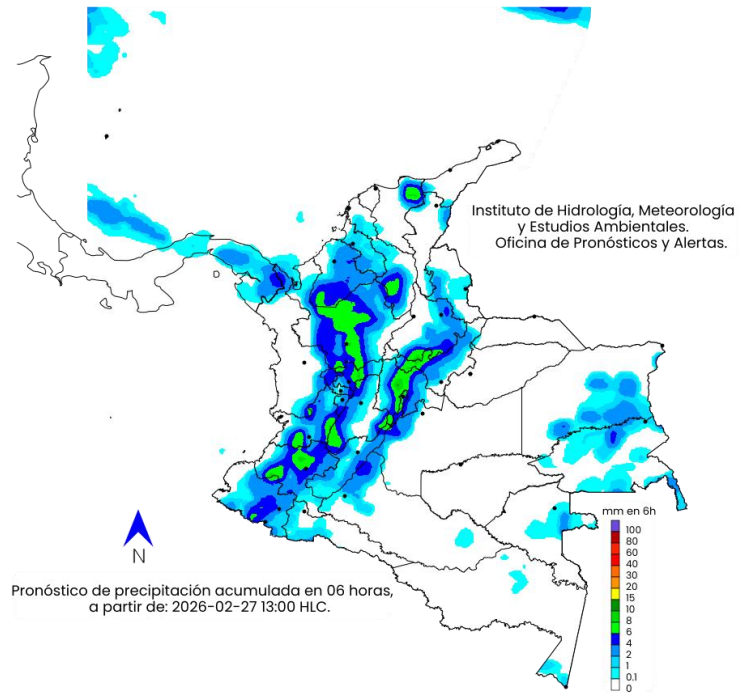 Instituto de Hidrología, Meteorología
y Estudios Ambientales.
Oficina de Pronósticos y Alertas.
mm en 6h
100
80
60
40
30
20
15
10
8
6
4
2
1
0.1
0
N
Pronóstico de precipitación acumulada en 06 horas,
a partir de: 2026-02-27 13:00 HLC.